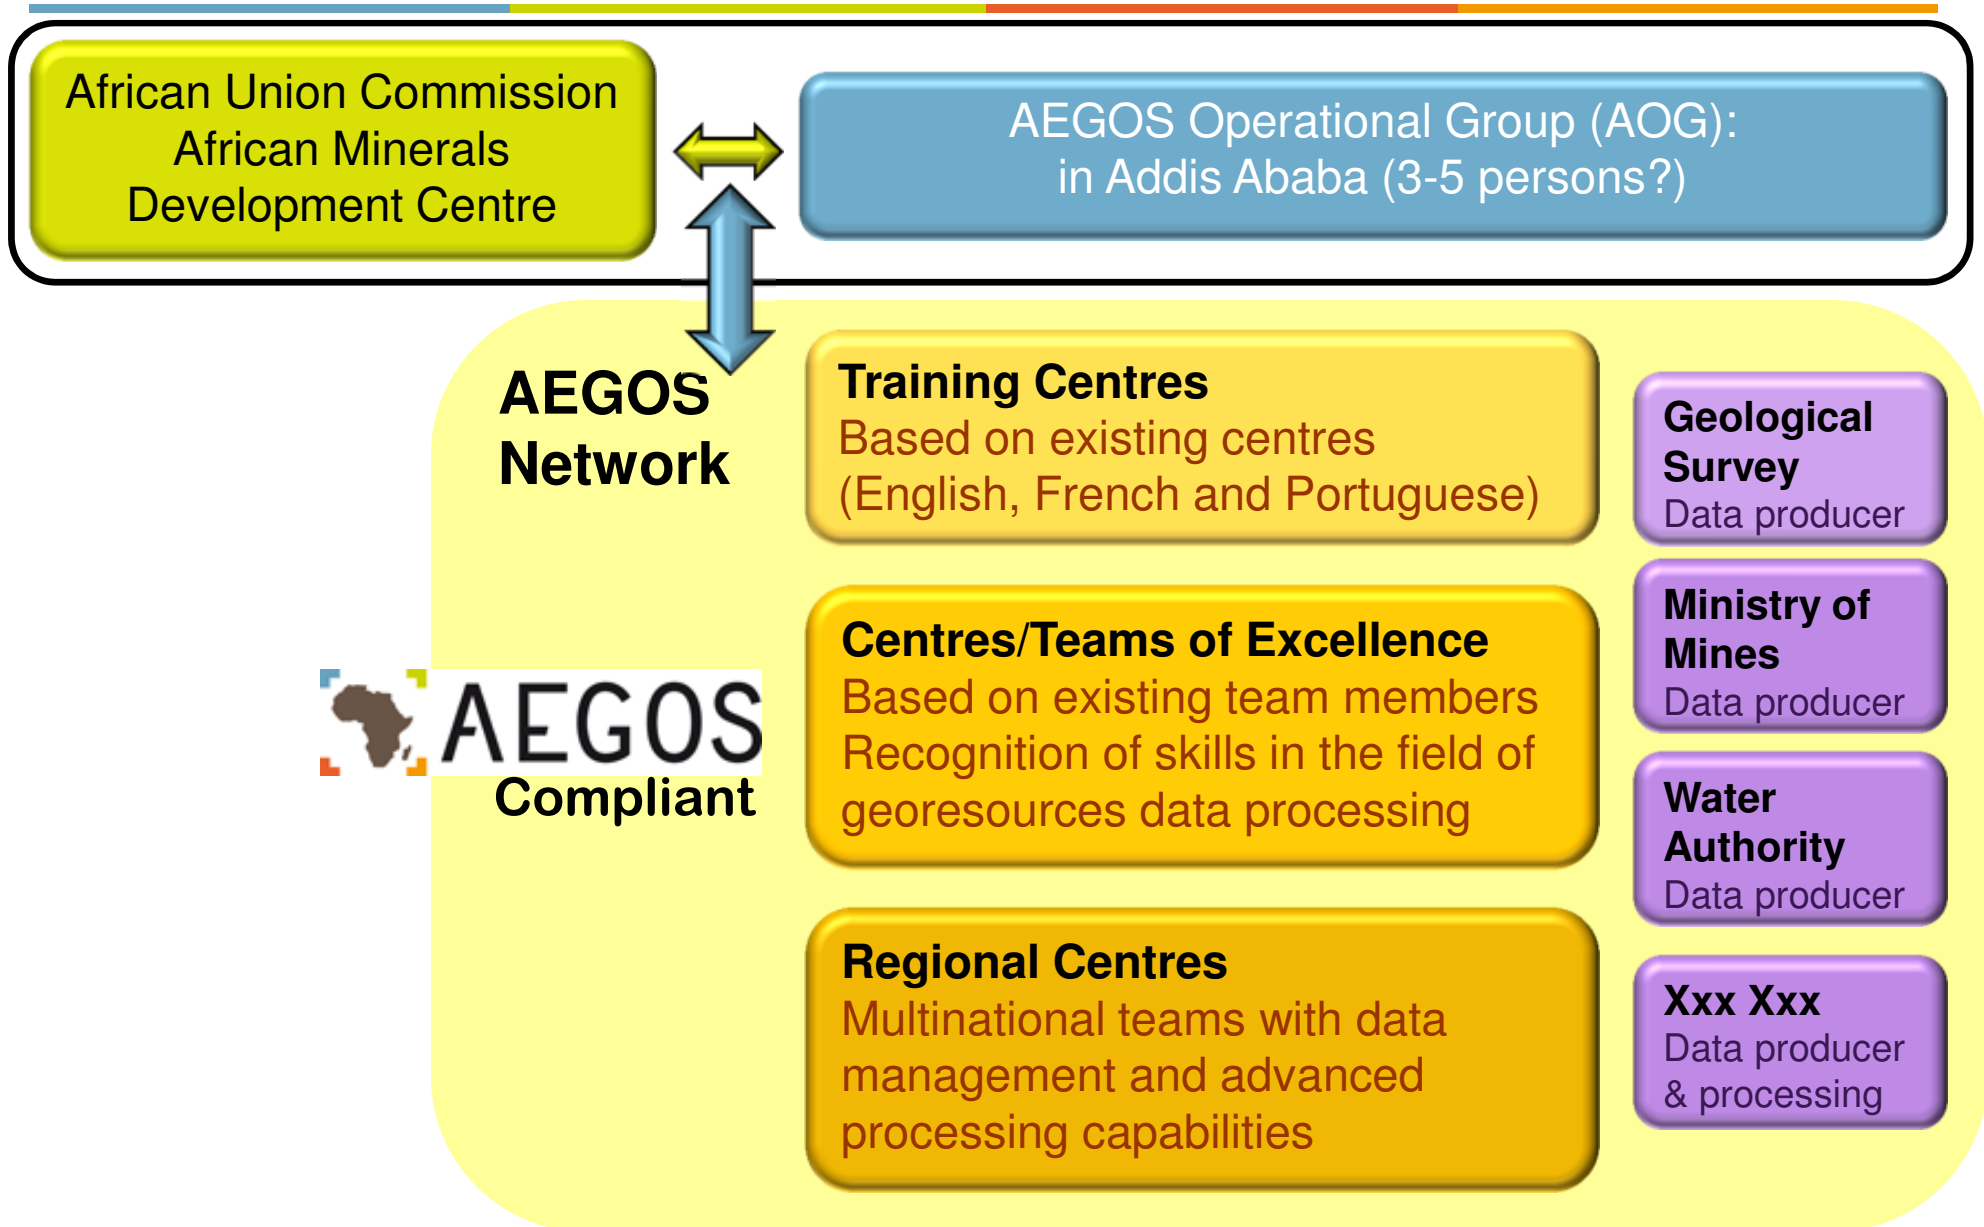 African Union Commission
African Minerals
Development Centre
AEGOS Operational Group (AOG):
in Addis Ababa (3-5 persons?)
AEGOS
Network
Training Centres
Based on existing centres
(English, French and Portuguese)
Centres/Teams of Excellence
Based on existing team members
Recognition of skills in the field of
georesources data processing
Regional Centres
Multinational teams with data
management and advanced
processing capabilities
Geological
Survey
Data producer
Ministry of
Mines
Data producer
Water
Authority
Data producer
Xxx Xxx
Data producer
& processing
AEGOS
Compliant